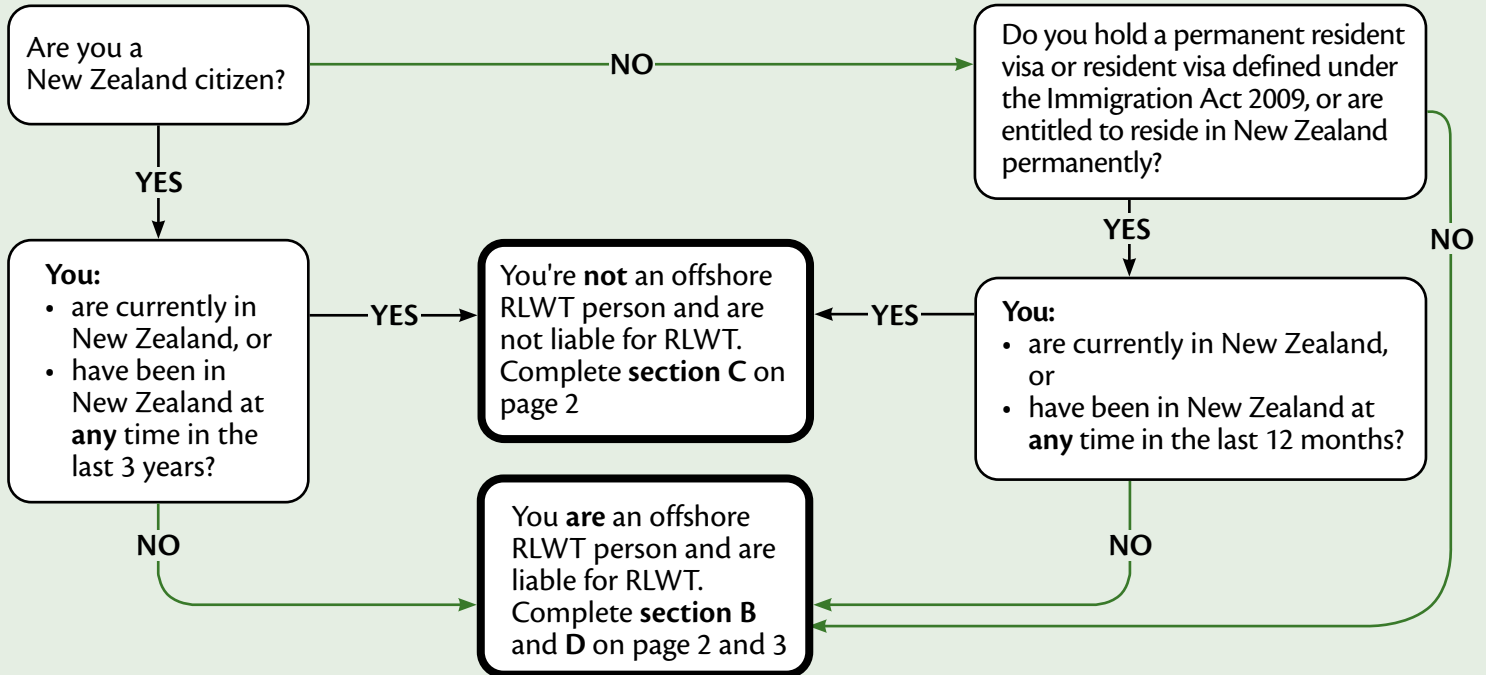 Are you a
New Zealand citizen?
NO
Do you hold a permanent resident
visa or resident visa defined under
the Immigration Act 2009, or are
entitled to reside in New Zealand
permanently?
YES
YES
NO
You:
• are currently in
New Zealand, or
• have been in
New Zealand at
any time in the
last 3 years?
YES
You're not an offshore
RLWT person and are
not liable for RLWT.
Complete section C on
page 2
YES
You:
• are currently in New Zealand,
or
• have been in New Zealand at
any time in the last 12 months?
NO
You are an offshore
RLWT person and are
liable for RLWT.
Complete section B
and D on page 2 and 3
NO